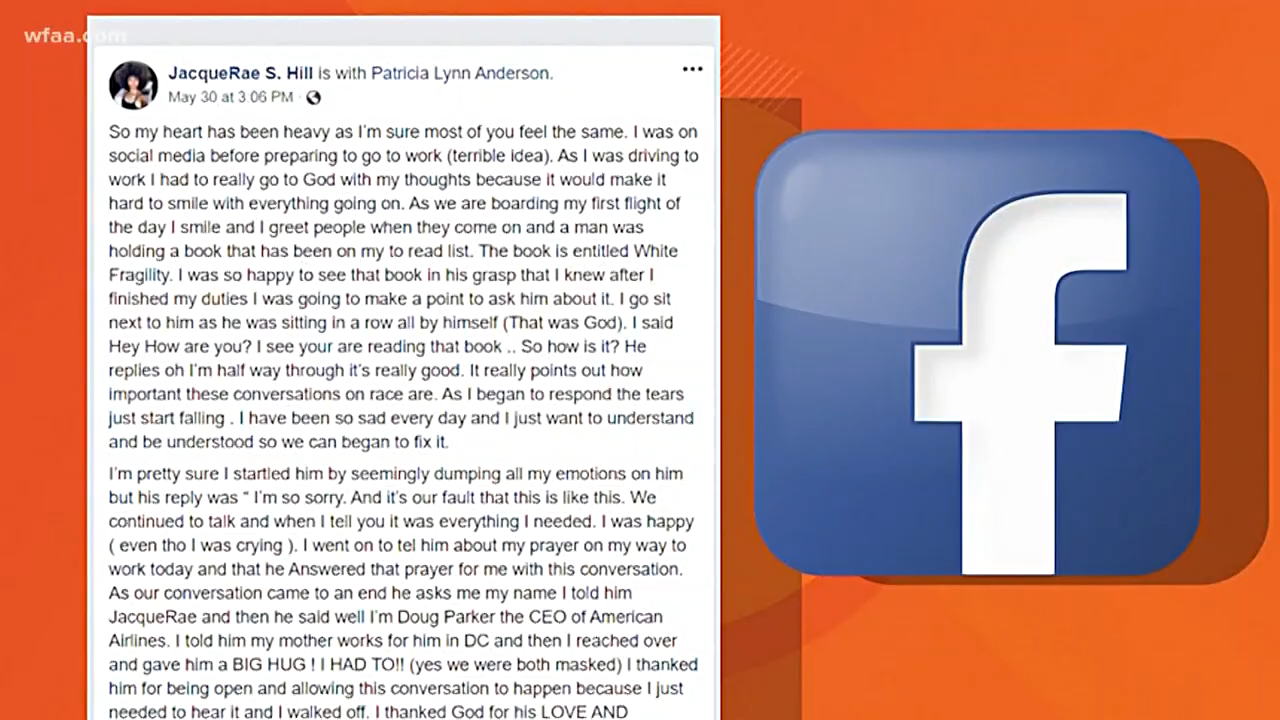 wfaa.com
JacqueRae S. Hill is with Patricia Lynn Anderson.
May 30 at 3:06 PM
So my heart has been heavy as I'm sure most of you feel the same. I was on
social media before preparing to go to work (terrible idea). As I was driving to
work I had to really go to God with my thoughts because it would make it
hard to smile with everything going on. As we are boarding my first flight of
the day I smile and I greet people when they come on and a man was
holding a book that has been on my to read list. The book is entitled White
Fragility. I was so happy to see that book in his grasp that I knew after I
finished my duties I was going to make a point to ask him about it. I go sit
next to him as he was sitting in a row all by himself (That was God). I said
Hey How are you? I see your are reading that book .. So how is it? He
replies oh I'm half way through it's really good. It really points out how
important these conversations on race are. As I began to respond the tears
just start falling . I have been so sad every day and I just want to understand
and be understood so we can began to fix it.
I'm pretty sure I startled him by seemingly dumping all my emotions on him
but his reply was “ I'm so sorry. And it's our fault that this is like this. We
continued to talk and when I tell you it was everything I needed. I was happy
( even tho I was crying ). I went on to tel him about my prayer on my way to
work today and that he Answered that prayer for me with this conversation.
As our conversation came to an end he asks me my name I told him
JacqueRae and then he said well I'm Doug Parker the CEO of American
Airlines. I told him my mother works for him in DC and then I reached over
and gave him a BIG HUG ! I HAD TO!! (yes we were both masked) I thanked
him for being open and allowing this conversation to happen because I just
needed to hear it and I walked off. I thanked God for his LOVE AND
f